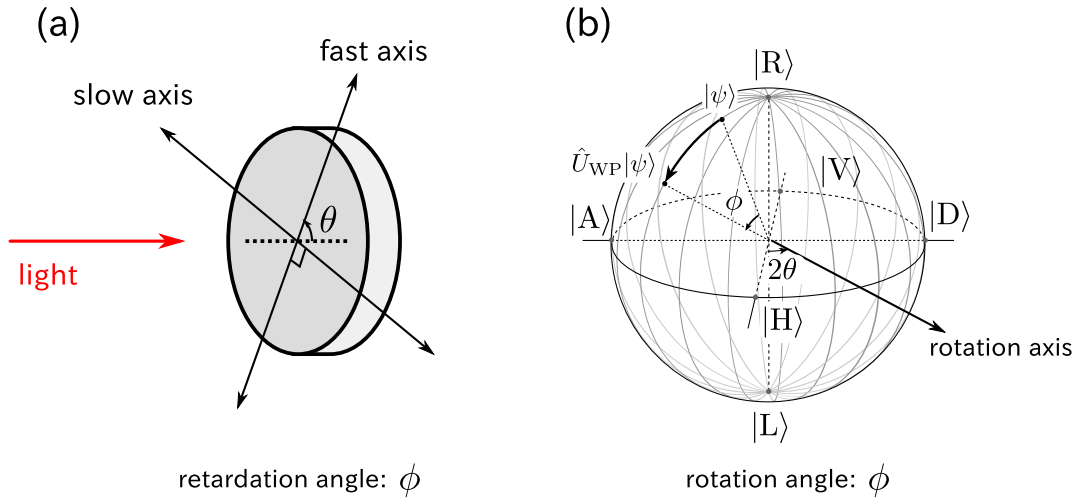 (a)
fast axis
slow axis
θ
light
retardation angle: ϕ
(b)
|R⟩
|ψ⟩
Û_WP|ψ⟩
|V⟩
ϕ
|A⟩
|D⟩
2θ
|H⟩
rotation axis
|L⟩
rotation angle: ϕ